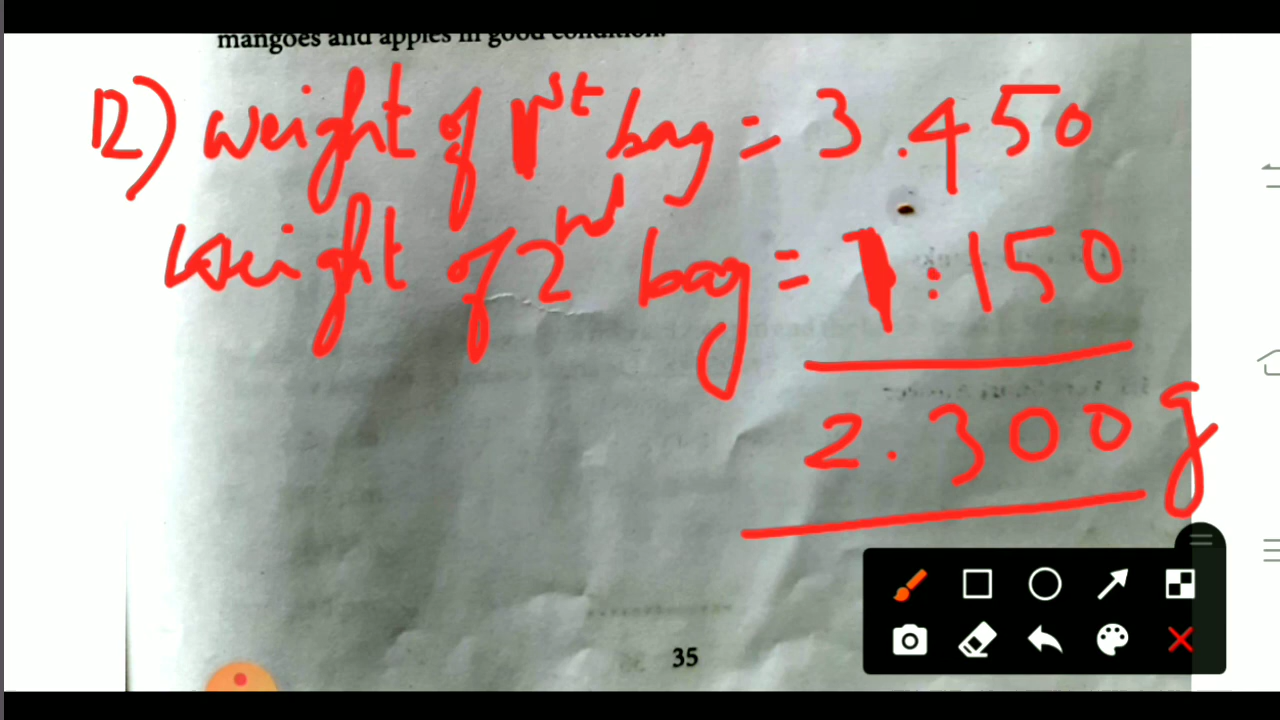 mangoes and apples in good condition.
12) weight of 1st bag = 3.450
weight of 2nd bag = 1.150
2.300 g
35